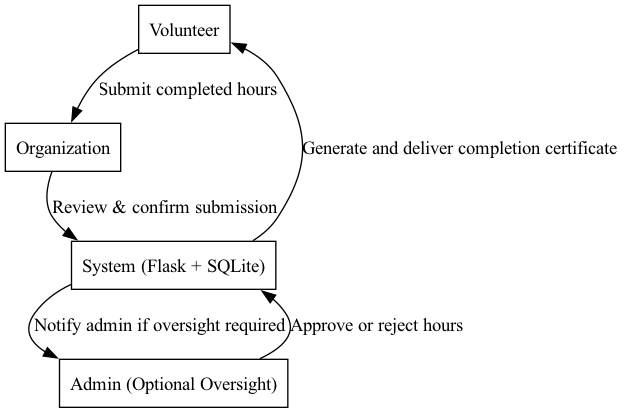 Volunteer
Submit completed hours
Organization
Generate and deliver completion certificate
Review & confirm submission
System (Flask + SQLite)
Notify admin if oversight required
Approve or reject hours
Admin (Optional Oversight)